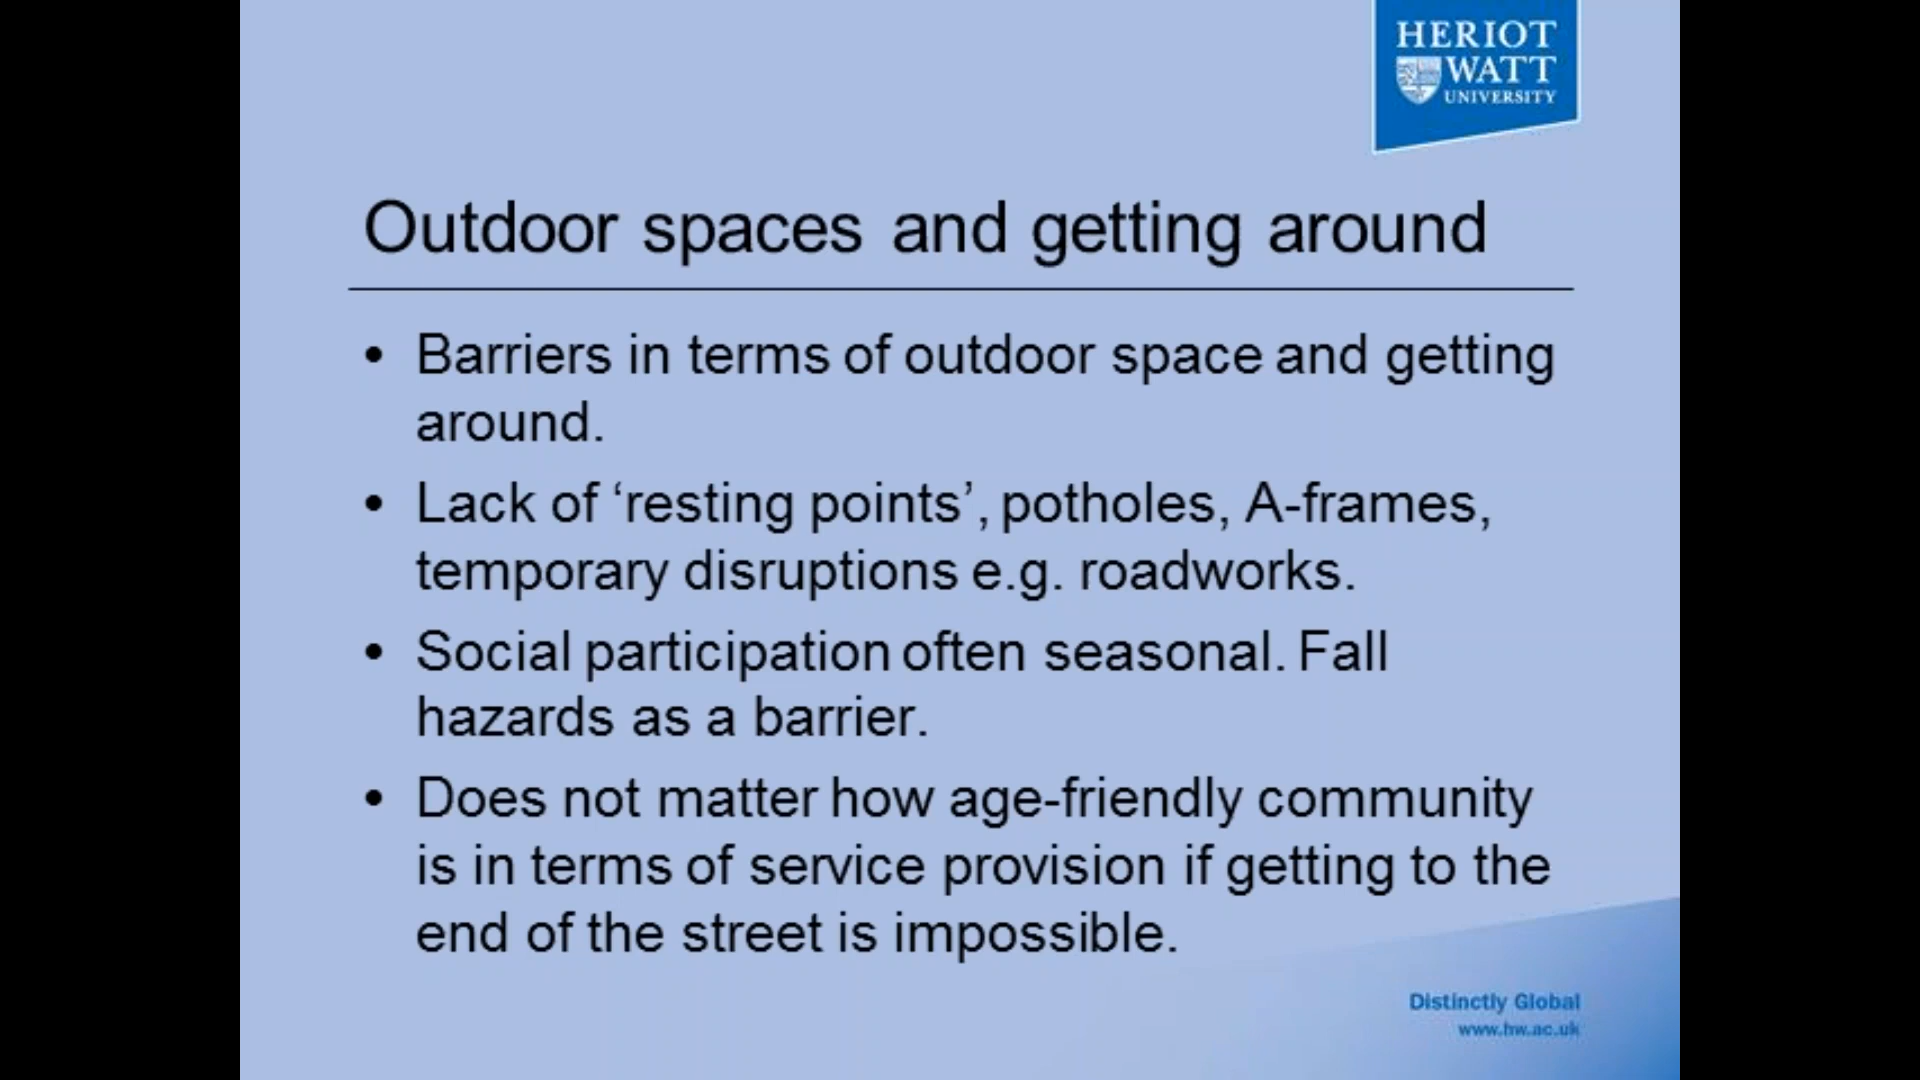 HERIOT
WATT
UNIVERSITY
Outdoor spaces and getting around
• Barriers in terms of outdoor space and getting
around.
• Lack of ‘resting points’, potholes, A-frames,
temporary disruptions e.g. roadworks.
• Social participation often seasonal. Fall
hazards as a barrier.
• Does not matter how age-friendly community
is in terms of service provision if getting to the
end of the street is impossible.
Distinctly Global
www.hw.ac.uk